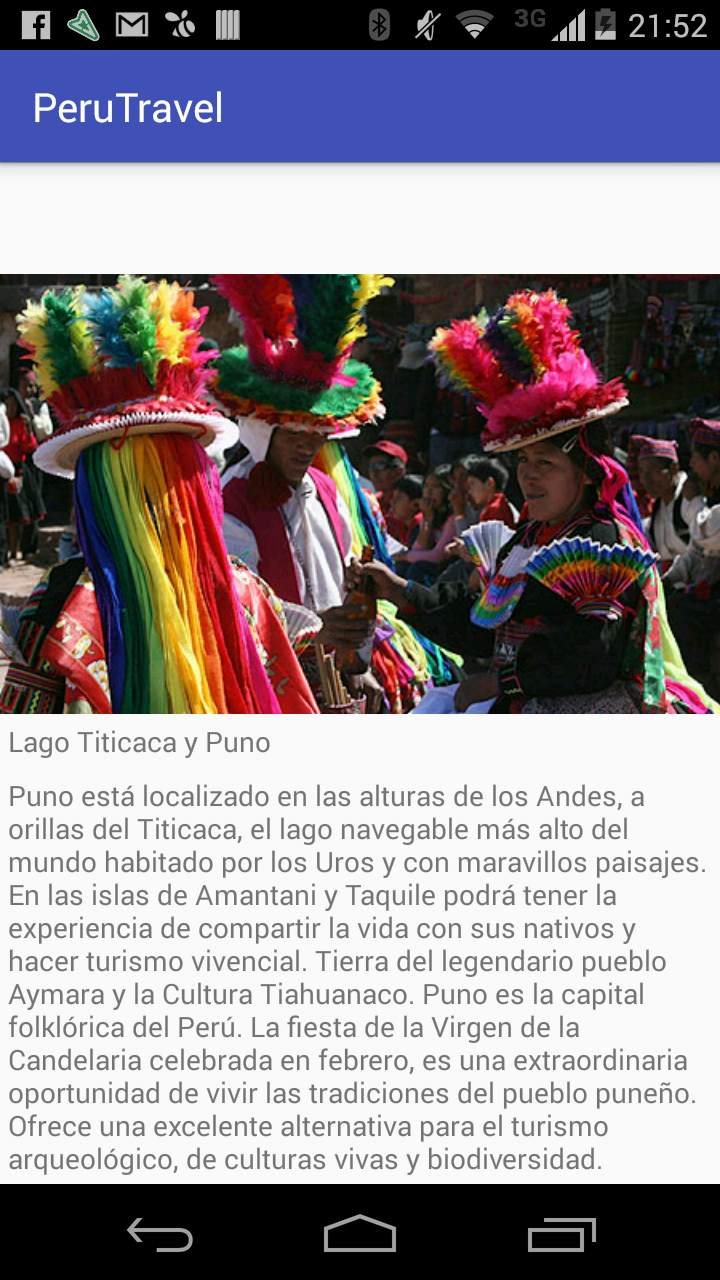 3G 21:52
PeruTravel
Lago Titicaca y Puno
Puno está localizado en las alturas de los Andes, a
orillas del Titicaca, el lago navegable más alto del
mundo habitado por los Uros y con maravillos paisajes.
En las islas de Amantani y Taquile podrá tener la
experiencia de compartir la vida con sus nativos y
hacer turismo vivencial. Tierra del legendario pueblo
Aymara y la Cultura Tiahuanaco. Puno es la capital
folklórica del Perú. La fiesta de la Virgen de la
Candelaria celebrada en febrero, es una extraordinaria
oportunidad de vivir las tradiciones del pueblo puneño.
Ofrece una excelente alternativa para el turismo
arqueológico, de culturas vivas y biodiversidad.